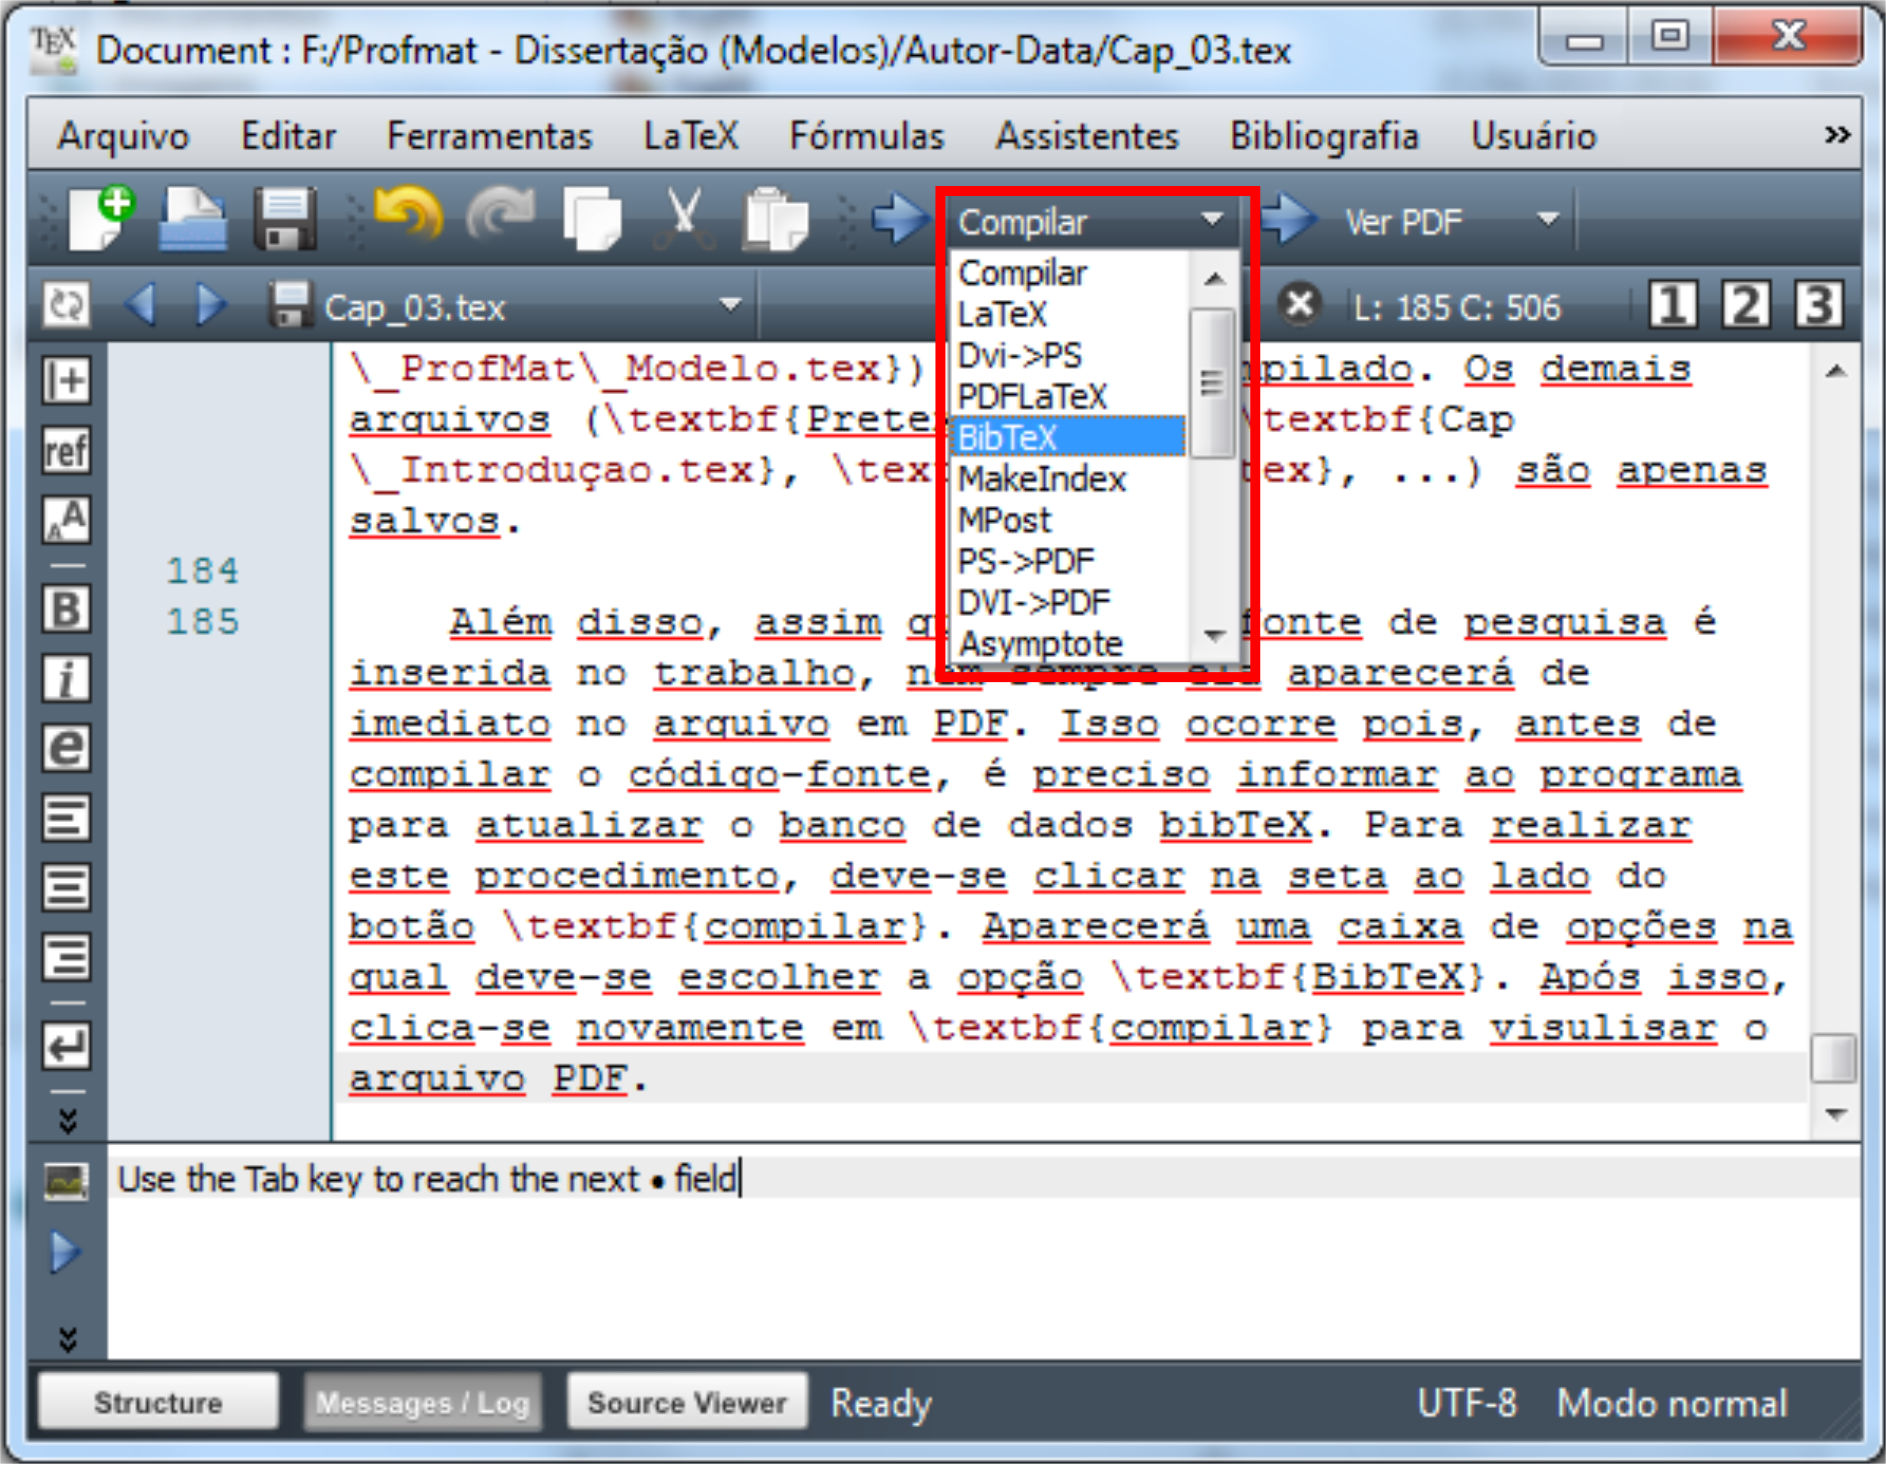 TEX Document : F:/Profmat - Dissertação (Modelos)/Autor-Data/Cap_03.tex
Arquivo Editar Ferramentas LaTeX Fórmulas Assistentes Bibliografia Usuário »
Compilar Ver PDF
Cap_03.tex L: 185 C: 506 1 2 3
Compilar
LaTeX
Dvi->PS
PDFLaTeX
BibTeX
MakeIndex
MPost
PS->PDF
DVI->PDF
Asymptote
ref
AA
B
i
e
\_ProfMat\_Modelo.tex}) mpilado. Os demais
arquivos (\textbf{Prete \textbf{Cap
\_Introduçao.tex}, \tex tex}, ...) são apenas
salvos.
184
185 Além disso, assim fonte de pesquisa é
inserida no trabalho, nem sempre ela aparecerá de
imediato no arquivo em PDF. Isso ocorre pois, antes de
compilar o código-fonte, é preciso informar ao programa
para atualizar o banco de dados bibTeX. Para realizar
este procedimento, deve-se clicar na seta ao lado do
botão \textbf{compilar}. Aparecerá uma caixa de opções na
qual deve-se escolher a opção \textbf{BibTeX}. Após isso,
clica-se novamente em \textbf{compilar} para visulisar o
arquivo PDF.
Use the Tab key to reach the next • field
Structure Messages / Log Source Viewer Ready UTF-8 Modo normal